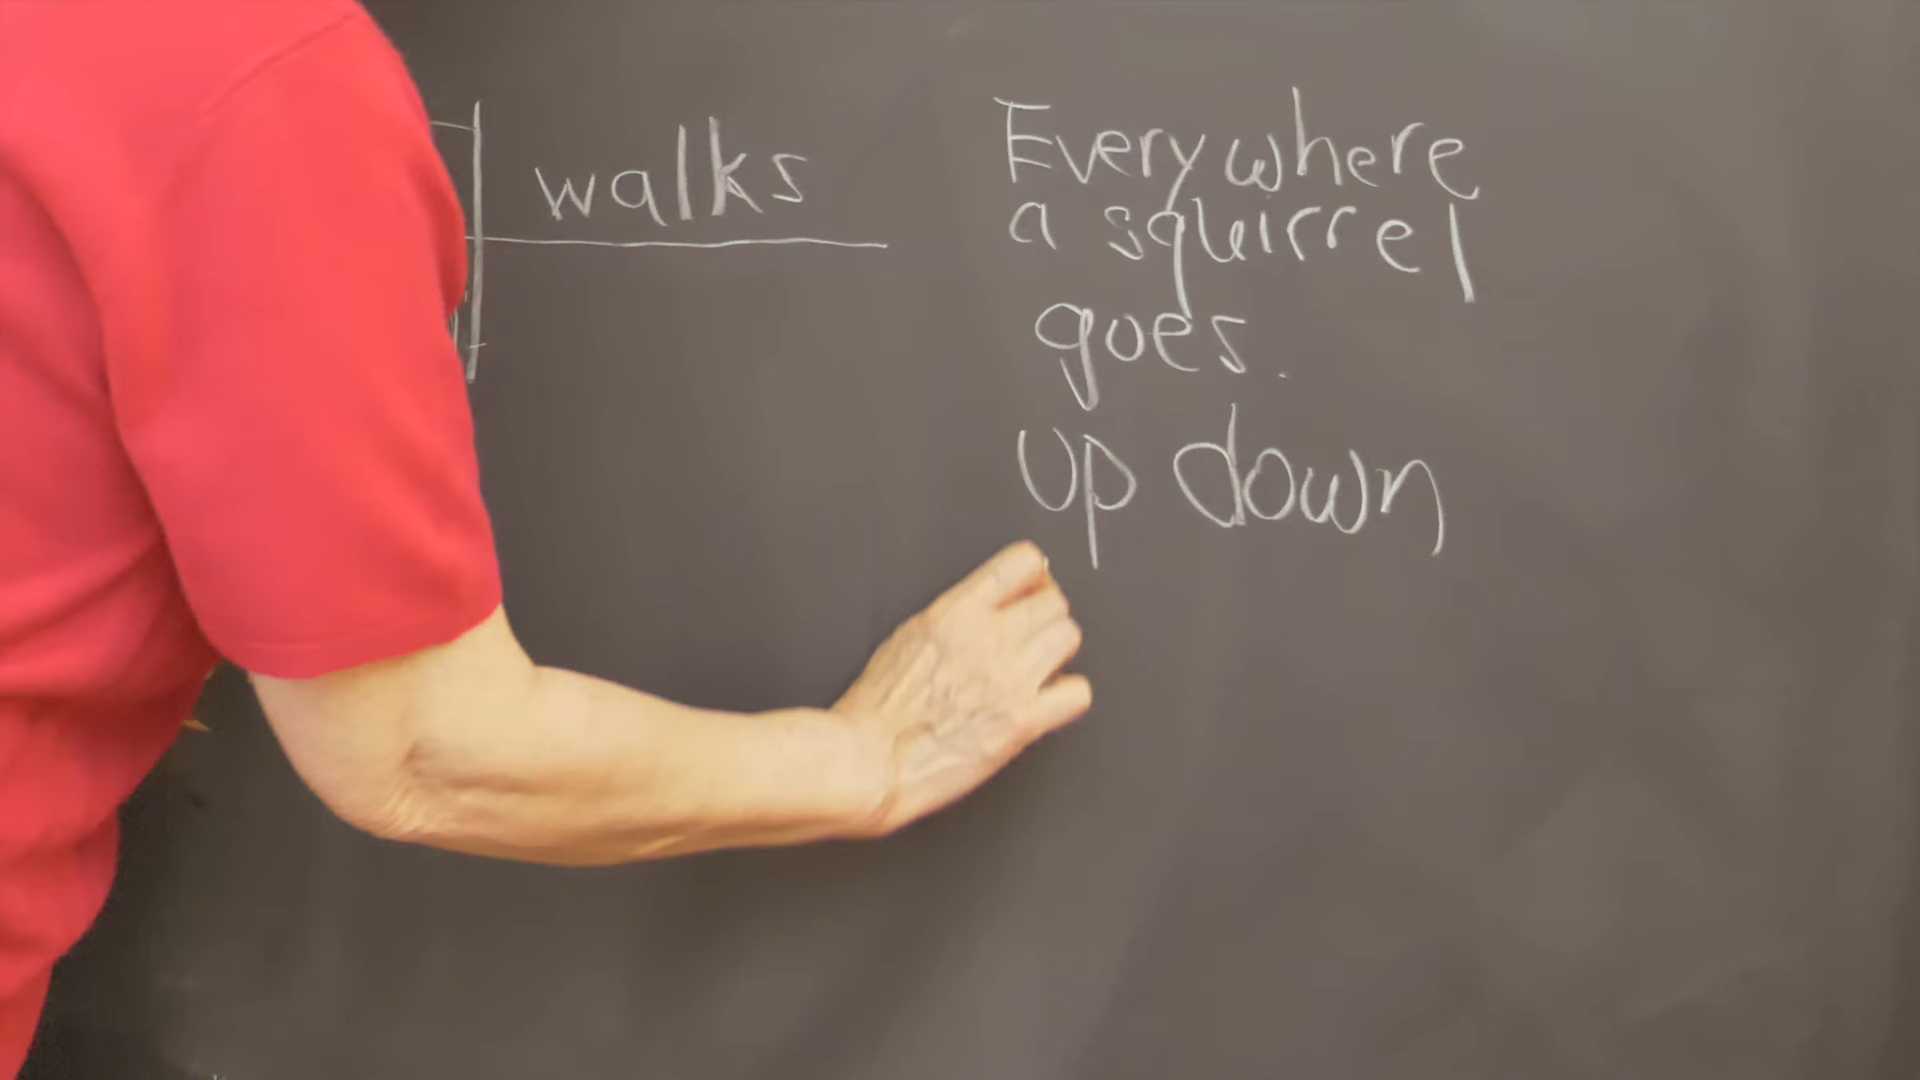 walks
Everywhere
a squirrel
goes.
up down